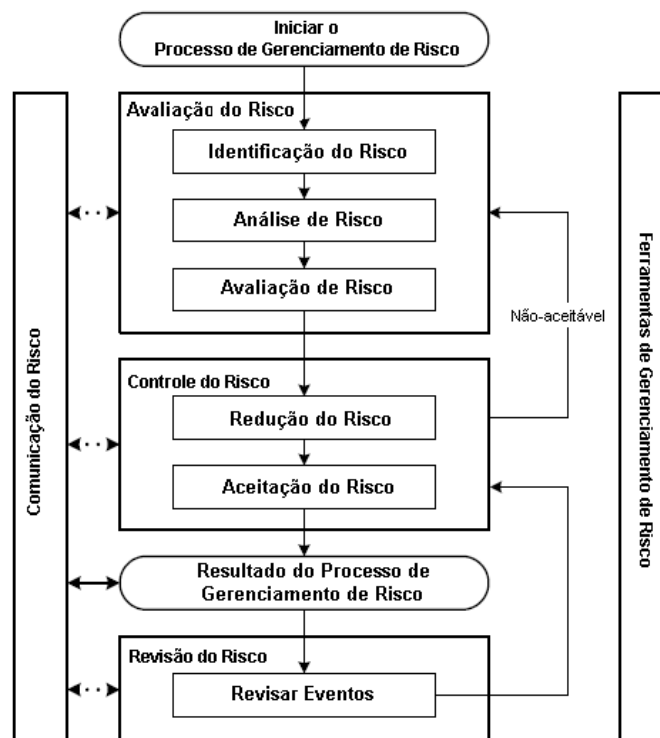 Iniciar o
Processo de Gerenciamento de Risco
Avaliação do Risco
Identificação do Risco
Análise de Risco
Avaliação de Risco
Não-aceitável
Controle do Risco
Redução do Risco
Aceitação do Risco
Resultado do Processo de
Gerenciamento de Risco
Revisão do Risco
Revisar Eventos
Comunicação do Risco
Ferramentas de Gerenciamento de Risco